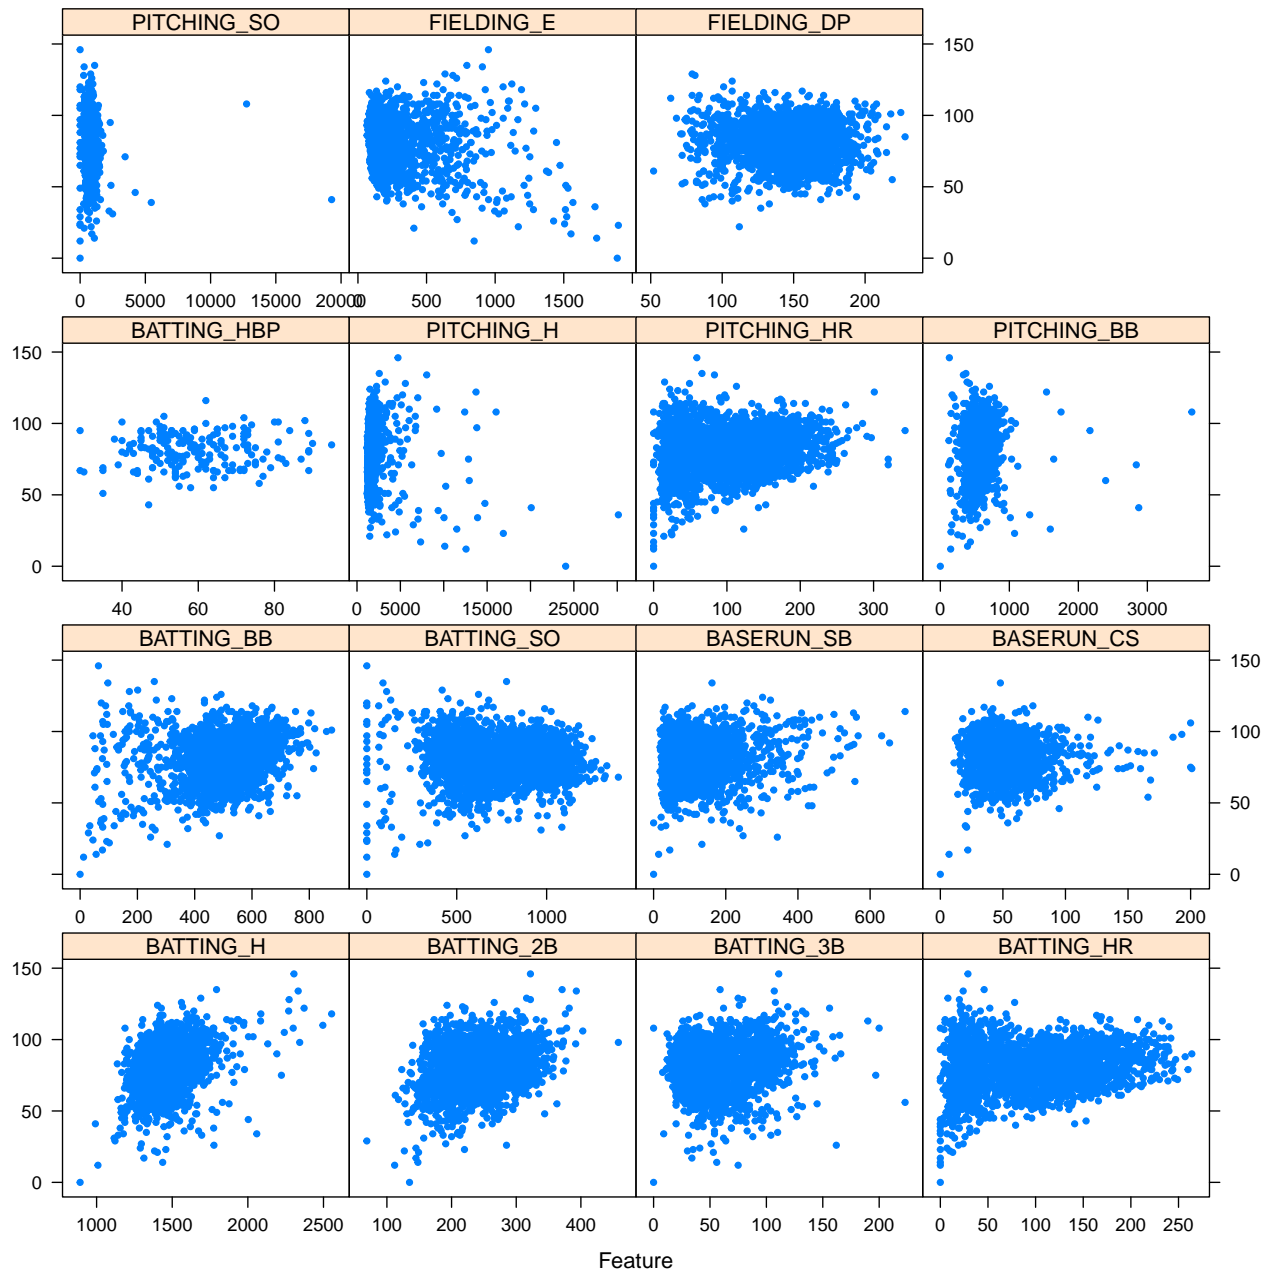 PITCHING_SO FIELDING_E FIELDING_DP
150
100
50
0
0 5000 10000 15000 20000 0 500 1000 1500 50 100 150 200
BATTING_HBP PITCHING_H PITCHING_HR PITCHING_BB
150
100
50
0
40 60 80 0 5000 15000 25000 0 100 200 300 0 1000 2000 3000
BATTING_BB BATTING_SO BASERUN_SB BASERUN_CS
150
100
50
0
0 200 400 600 800 0 500 1000 0 200 400 600 0 50 100 150 200
BATTING_H BATTING_2B BATTING_3B BATTING_HR
150
100
50
0
1000 1500 2000 2500 100 200 300 400 0 50 100 150 200 0 50 100 150 200 250
Feature